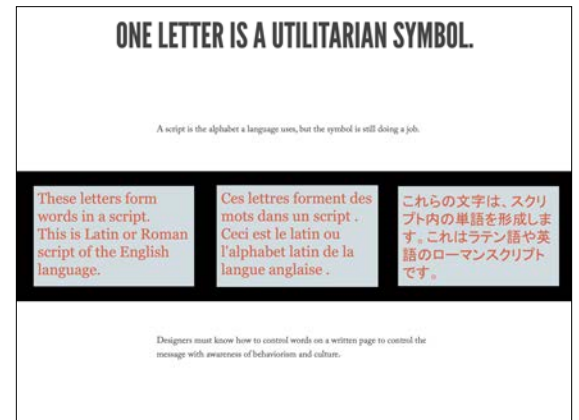 ONE LETTER IS A UTILITARIAN SYMBOL.
A script is the alphabet a language uses, but the symbol is still doing a job.
These letters form
words in a script.
This is Latin or Roman
script of the English
language.
Ces lettres forment des
mots dans un script .
Ceci est le latin ou
l'alphabet latin de la
langue anglaise .
これらの文字は、スクリ
プト内の単語を形成しま
す。これはラテン語や英
語のローマンスクリプト
です。
Designers must know how to control words on a written page to control the
message with awareness of behaviorism and culture.